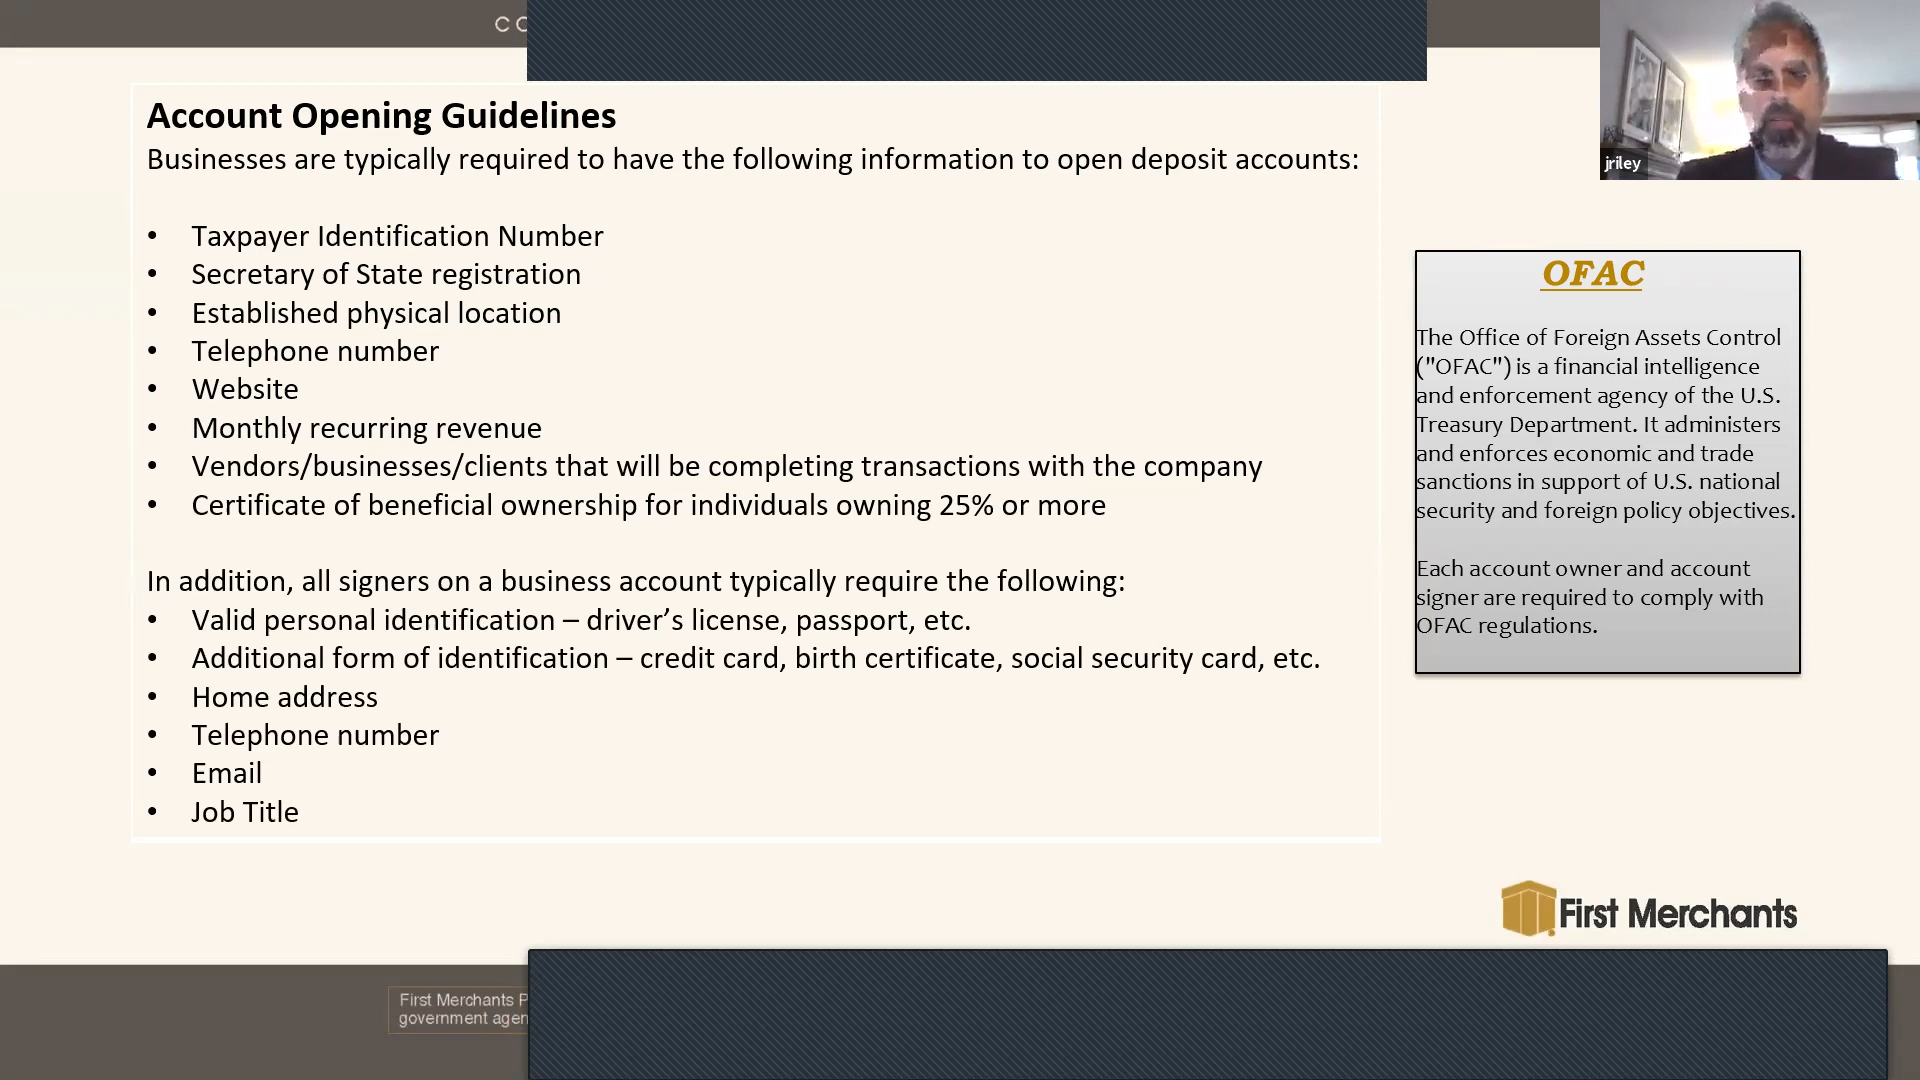 CO
jriley
Account Opening Guidelines
Businesses are typically required to have the following information to open deposit accounts:
• Taxpayer Identification Number
• Secretary of State registration
• Established physical location
• Telephone number
• Website
• Monthly recurring revenue
• Vendors/businesses/clients that will be completing transactions with the company
• Certificate of beneficial ownership for individuals owning 25% or more
In addition, all signers on a business account typically require the following:
• Valid personal identification – driver’s license, passport, etc.
• Additional form of identification – credit card, birth certificate, social security card, etc.
• Home address
• Telephone number
• Email
• Job Title
OFAC
The Office of Foreign Assets Control
("OFAC") is a financial intelligence
and enforcement agency of the U.S.
Treasury Department. It administers
and enforces economic and trade
sanctions in support of U.S. national
security and foreign policy objectives.
Each account owner and account
signer are required to comply with
OFAC regulations.
First Merchants
First Merchants P
government agen